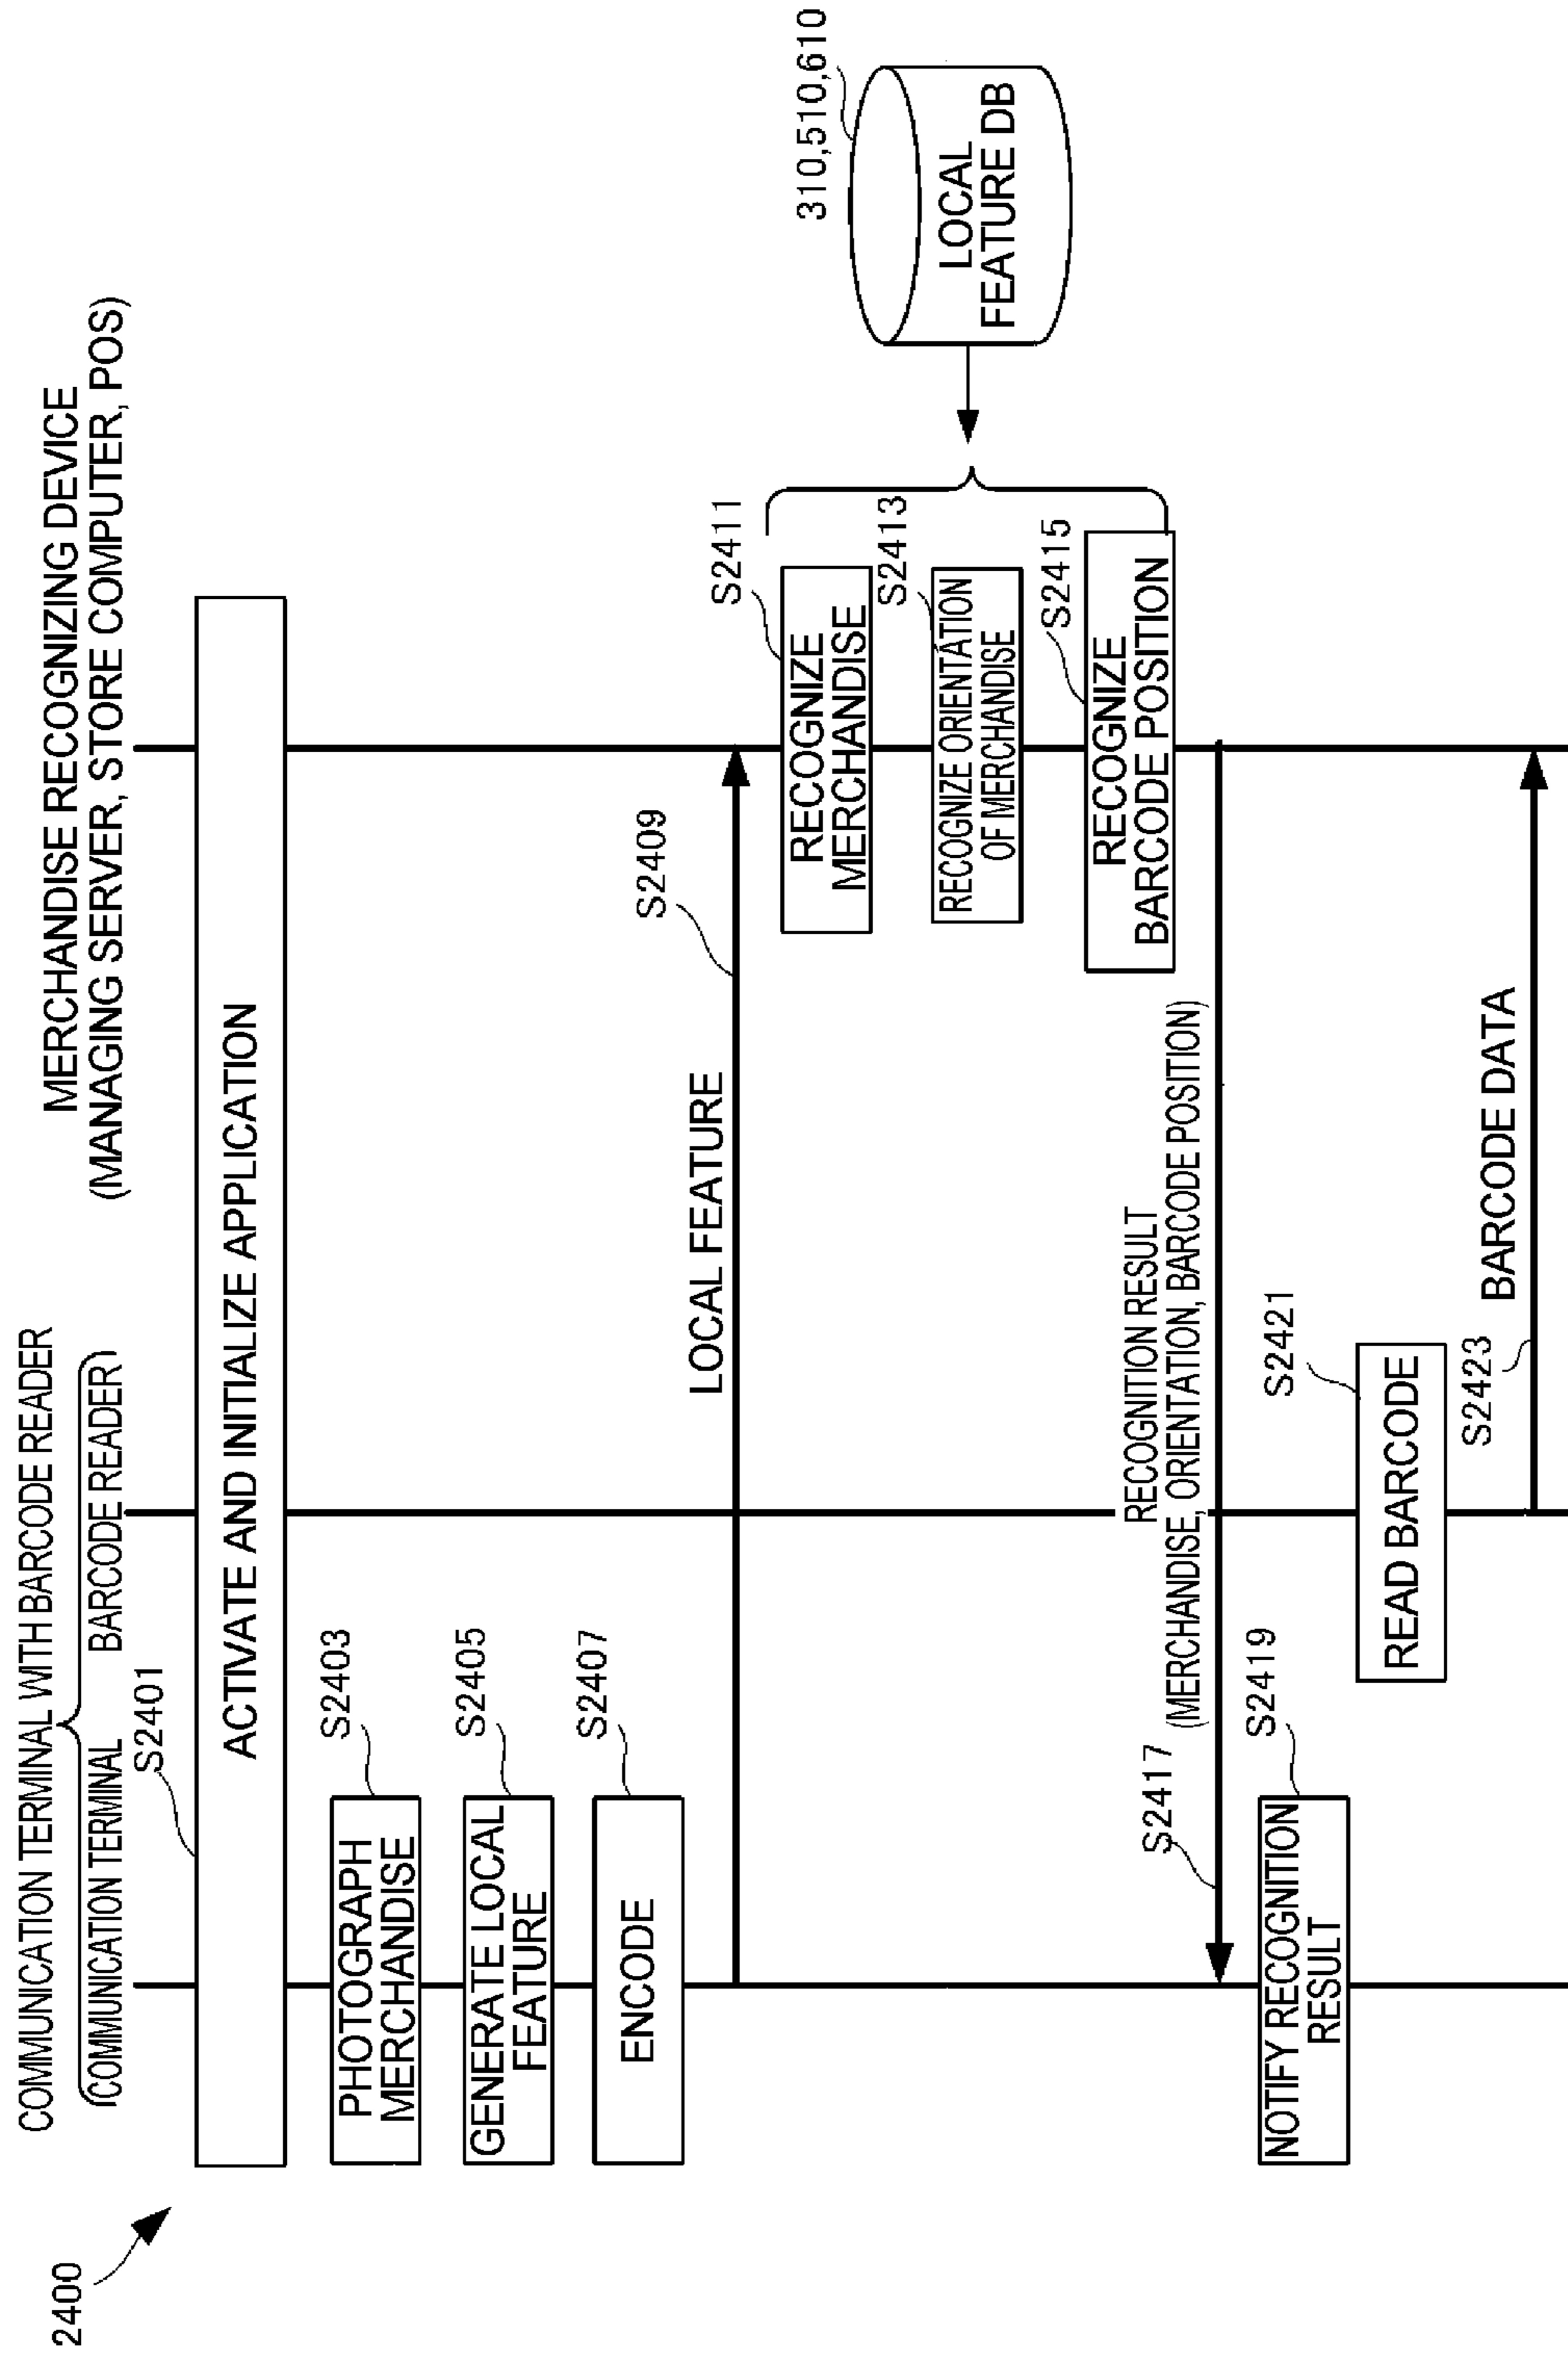 2400
COMMUNICATION TERMINAL WITH BARCODE READER
(COMMUNICATION TERMINAL BARCODE READER)
MERCHANDISE RECOGNIZING DEVICE
(MANAGING SERVER, STORE COMPUTER, POS)
S2401
ACTIVATE AND INITIALIZE APPLICATION
S2403
PHOTOGRAPH
MERCHANDISE
S2405
GENERATE LOCAL
FEATURE
S2407
ENCODE
LOCAL FEATURE
S2409
S2411
RECOGNIZE
MERCHANDISE
S2413
RECOGNIZE ORIENTATION
OF MERCHANDISE
S2415
RECOGNIZE
BARCODE POSITION
310,510,610
LOCAL
FEATURE DB
S2417
RECOGNITION RESULT
(MERCHANDISE, ORIENTATION, BARCODE POSITION)
S2419
NOTIFY RECOGNITION
RESULT
S2421
READ BARCODE
S2423
BARCODE DATA